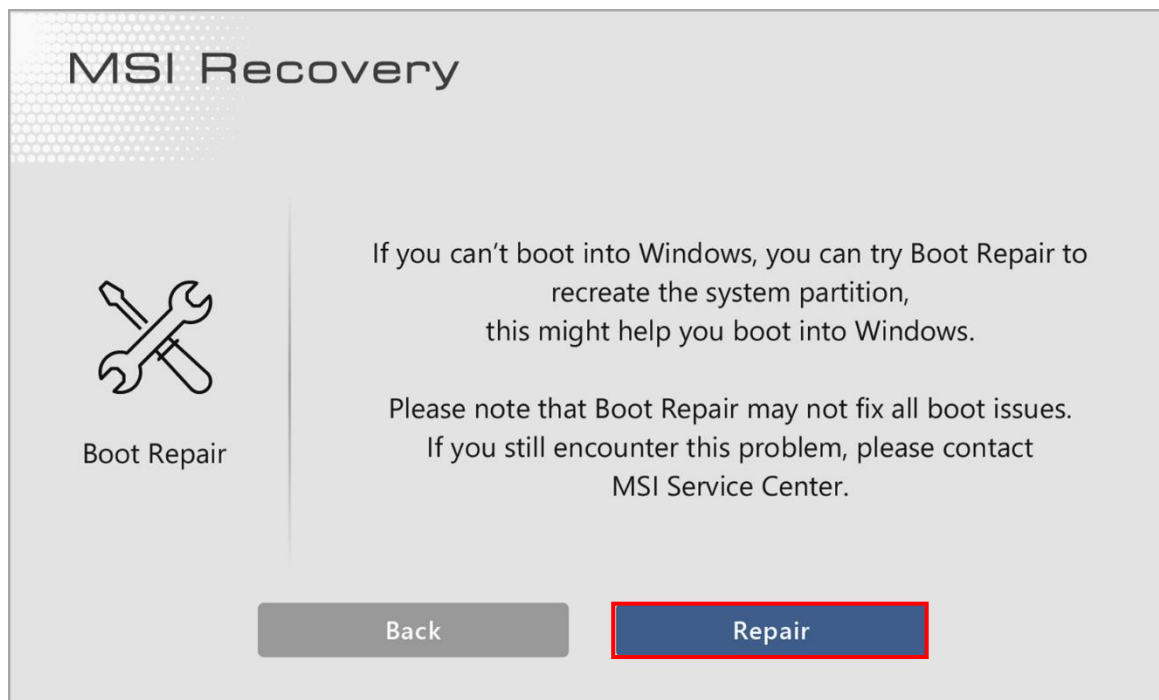 MSI Recovery
If you can’t boot into Windows, you can try Boot Repair to
recreate the system partition,
this might help you boot into Windows.
Please note that Boot Repair may not fix all boot issues.
If you still encounter this problem, please contact
MSI Service Center.
Boot Repair
Back
Repair